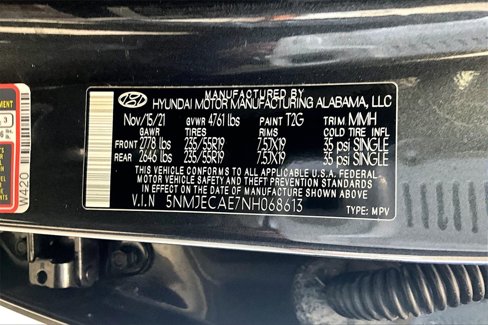 MANUFACTURED BY
HYUNDAI MOTOR MANUFACTURING ALABAMA, LLC
Nov/15/21 GVWR 4761 lbs PAINT T2G TRIM MMH
GAWR TIRES RIMS COLD TIRE INFL
FRONT 2778 lbs 235/55R19 7.5JX19 35 psi SINGLE
REAR 2646 lbs 235/55R19 7.5JX19 35 psi SINGLE
THIS VEHICLE CONFORMS TO ALL APPLICABLE U.S.A. FEDERAL
MOTOR VEHICLE SAFETY AND THEFT PREVENTION STANDARDS
IN EFFECT ON THE DATE OF MANUFACTURE SHOWN ABOVE
V.I.N 5NMJECAE7NH068613 TYPE: MPV
W420